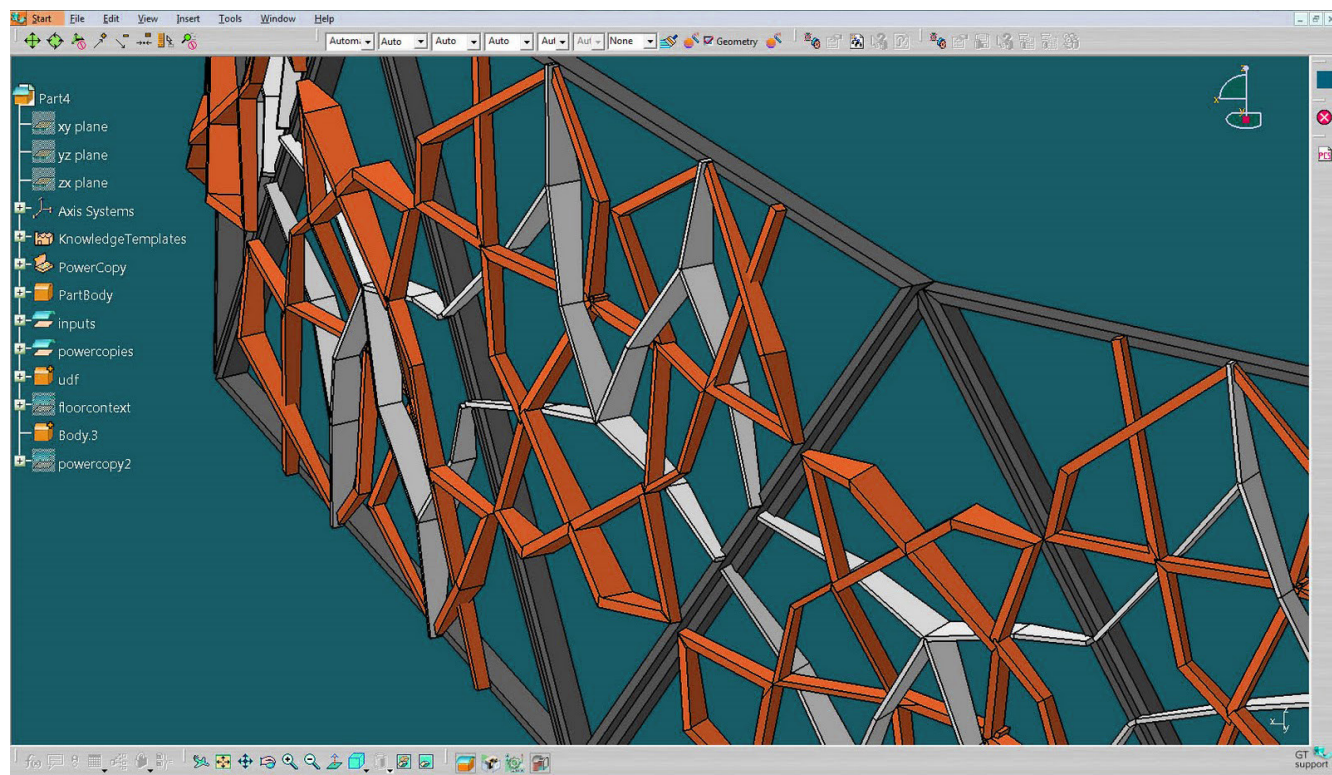 Start File Edit View Insert Tools Window Help
Auto Auto Auto None Geometry
Part4
xy plane
yz plane
zx plane
Axis Systems
KnowledgeTemplates
PowerCopy
PartBody
inputs
powercopies
udf
floorcontext
Body.3
powercopy2
GT
support